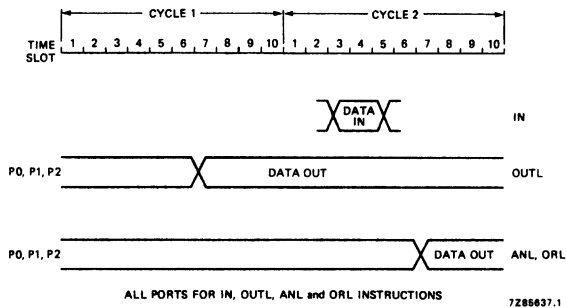 CYCLE 1 CYCLE 2
TIME SLOT 1 2 3 4 5 6 7 8 9 10 1 2 3 4 5 6 7 8 9 10
DATA IN IN
P0, P1, P2 DATA OUT OUTL
P0, P1, P2 DATA OUT ANL, ORL
ALL PORTS FOR IN, OUTL, ANL and ORL INSTRUCTIONS
7Z85637.1